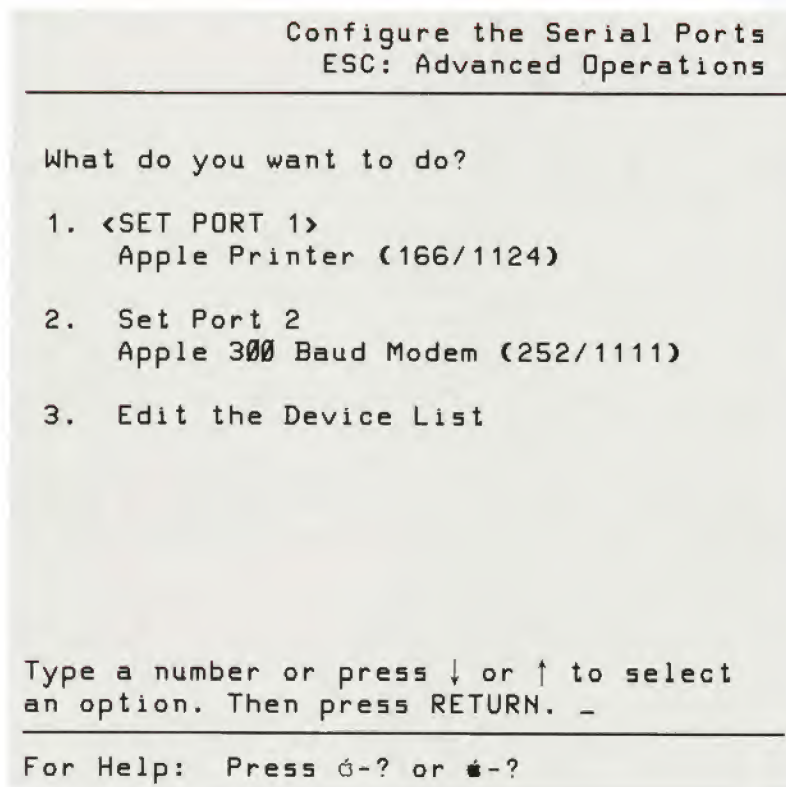 Configure the Serial Ports
ESC: Advanced Operations
What do you want to do?
1. <SET PORT 1>
Apple Printer (166/1124)
2. Set Port 2
Apple 300 Baud Modem (252/1111)
3. Edit the Device List
Type a number or press ↓ or ↑ to select
an option. Then press RETURN. _
For Help: Press -? or -?